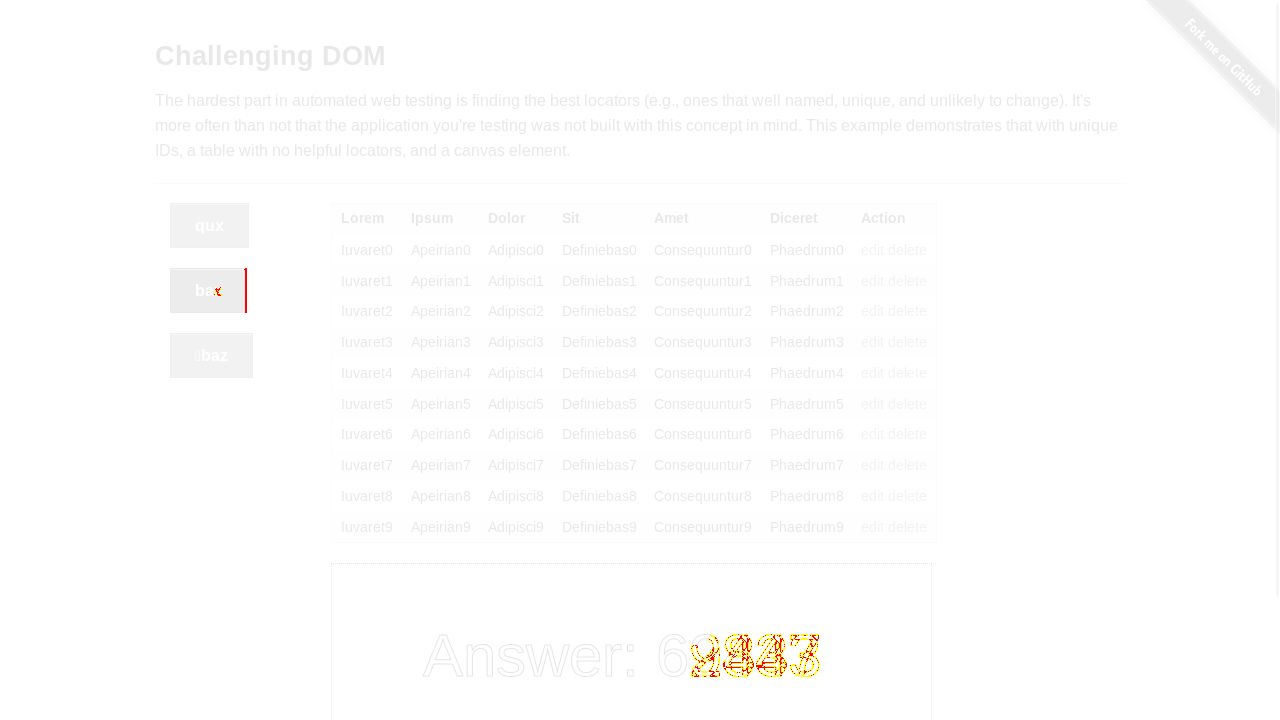 Fork me on GitHub
Challenging DOM
The hardest part in automated web testing is finding the best locators (e.g., ones that well named, unique, and unlikely to change). It's
more often than not that the application you're testing was not built with this concept in mind. This example demonstrates that with unique
IDs, a table with no helpful locators, and a canvas element.
qux
baz
Lorem Ipsum Dolor Sit Amet Diceret Action
Iuvaret0 Apeirian0 Adipisci0 Definiebas0 Consequuntur0 Phaedrum0 edit delete
Iuvaret1 Apeirian1 Adipisci1 Definiebas1 Consequuntur1 Phaedrum1 edit delete
Iuvaret2 Apeirian2 Adipisci2 Definiebas2 Consequuntur2 Phaedrum2 edit delete
Iuvaret3 Apeirian3 Adipisci3 Definiebas3 Consequuntur3 Phaedrum3 edit delete
Iuvaret4 Apeirian4 Adipisci4 Definiebas4 Consequuntur4 Phaedrum4 edit delete
Iuvaret5 Apeirian5 Adipisci5 Definiebas5 Consequuntur5 Phaedrum5 edit delete
Iuvaret6 Apeirian6 Adipisci6 Definiebas6 Consequuntur6 Phaedrum6 edit delete
Iuvaret7 Apeirian7 Adipisci7 Definiebas7 Consequuntur7 Phaedrum7 edit delete
Iuvaret8 Apeirian8 Adipisci8 Definiebas8 Consequuntur8 Phaedrum8 edit delete
Iuvaret9 Apeirian9 Adipisci9 Definiebas9 Consequuntur9 Phaedrum9 edit delete
Answer: